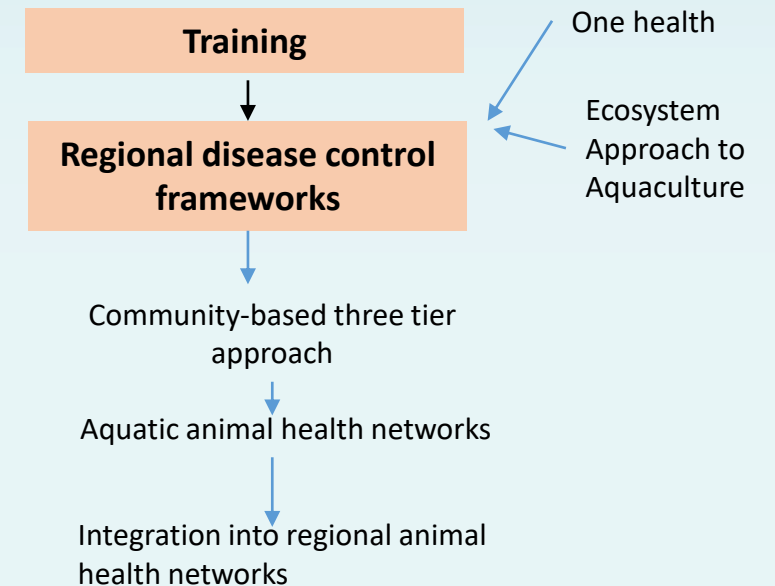 Training
One health
Regional disease control
frameworks
Ecosystem
Approach to
Aquaculture
Community-based three tier
approach
Aquatic animal health networks
Integration into regional animal
health networks